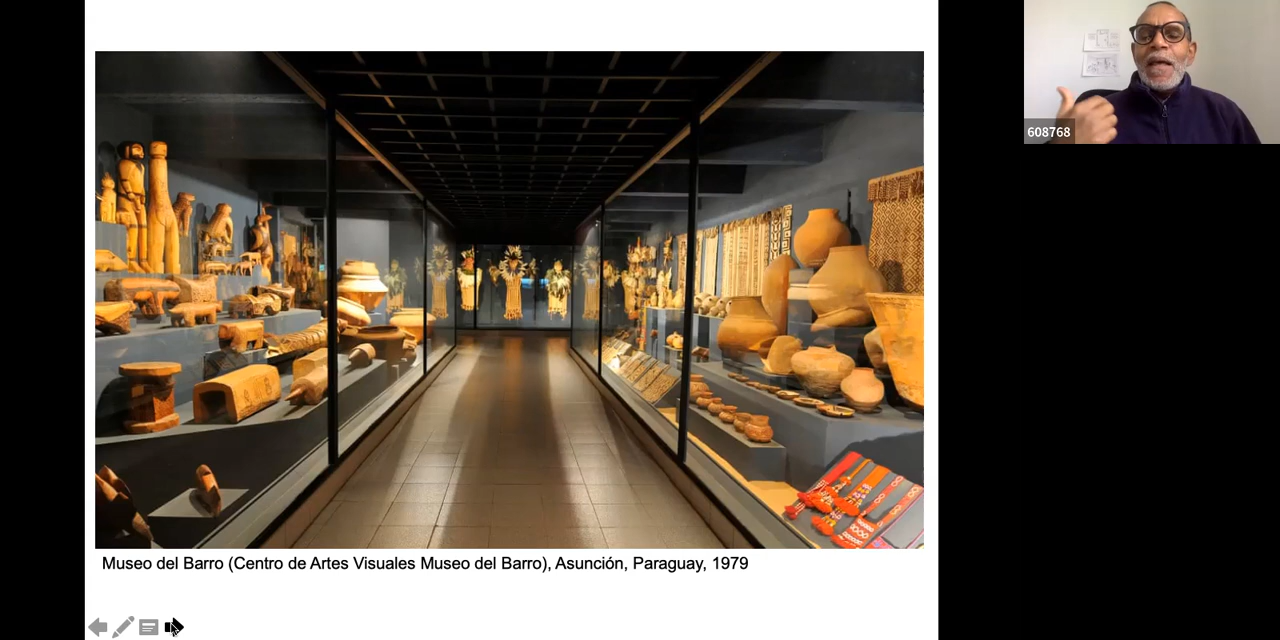 608768
Museo del Barro (Centro de Artes Visuales Museo del Barro), Asunción, Paraguay, 1979